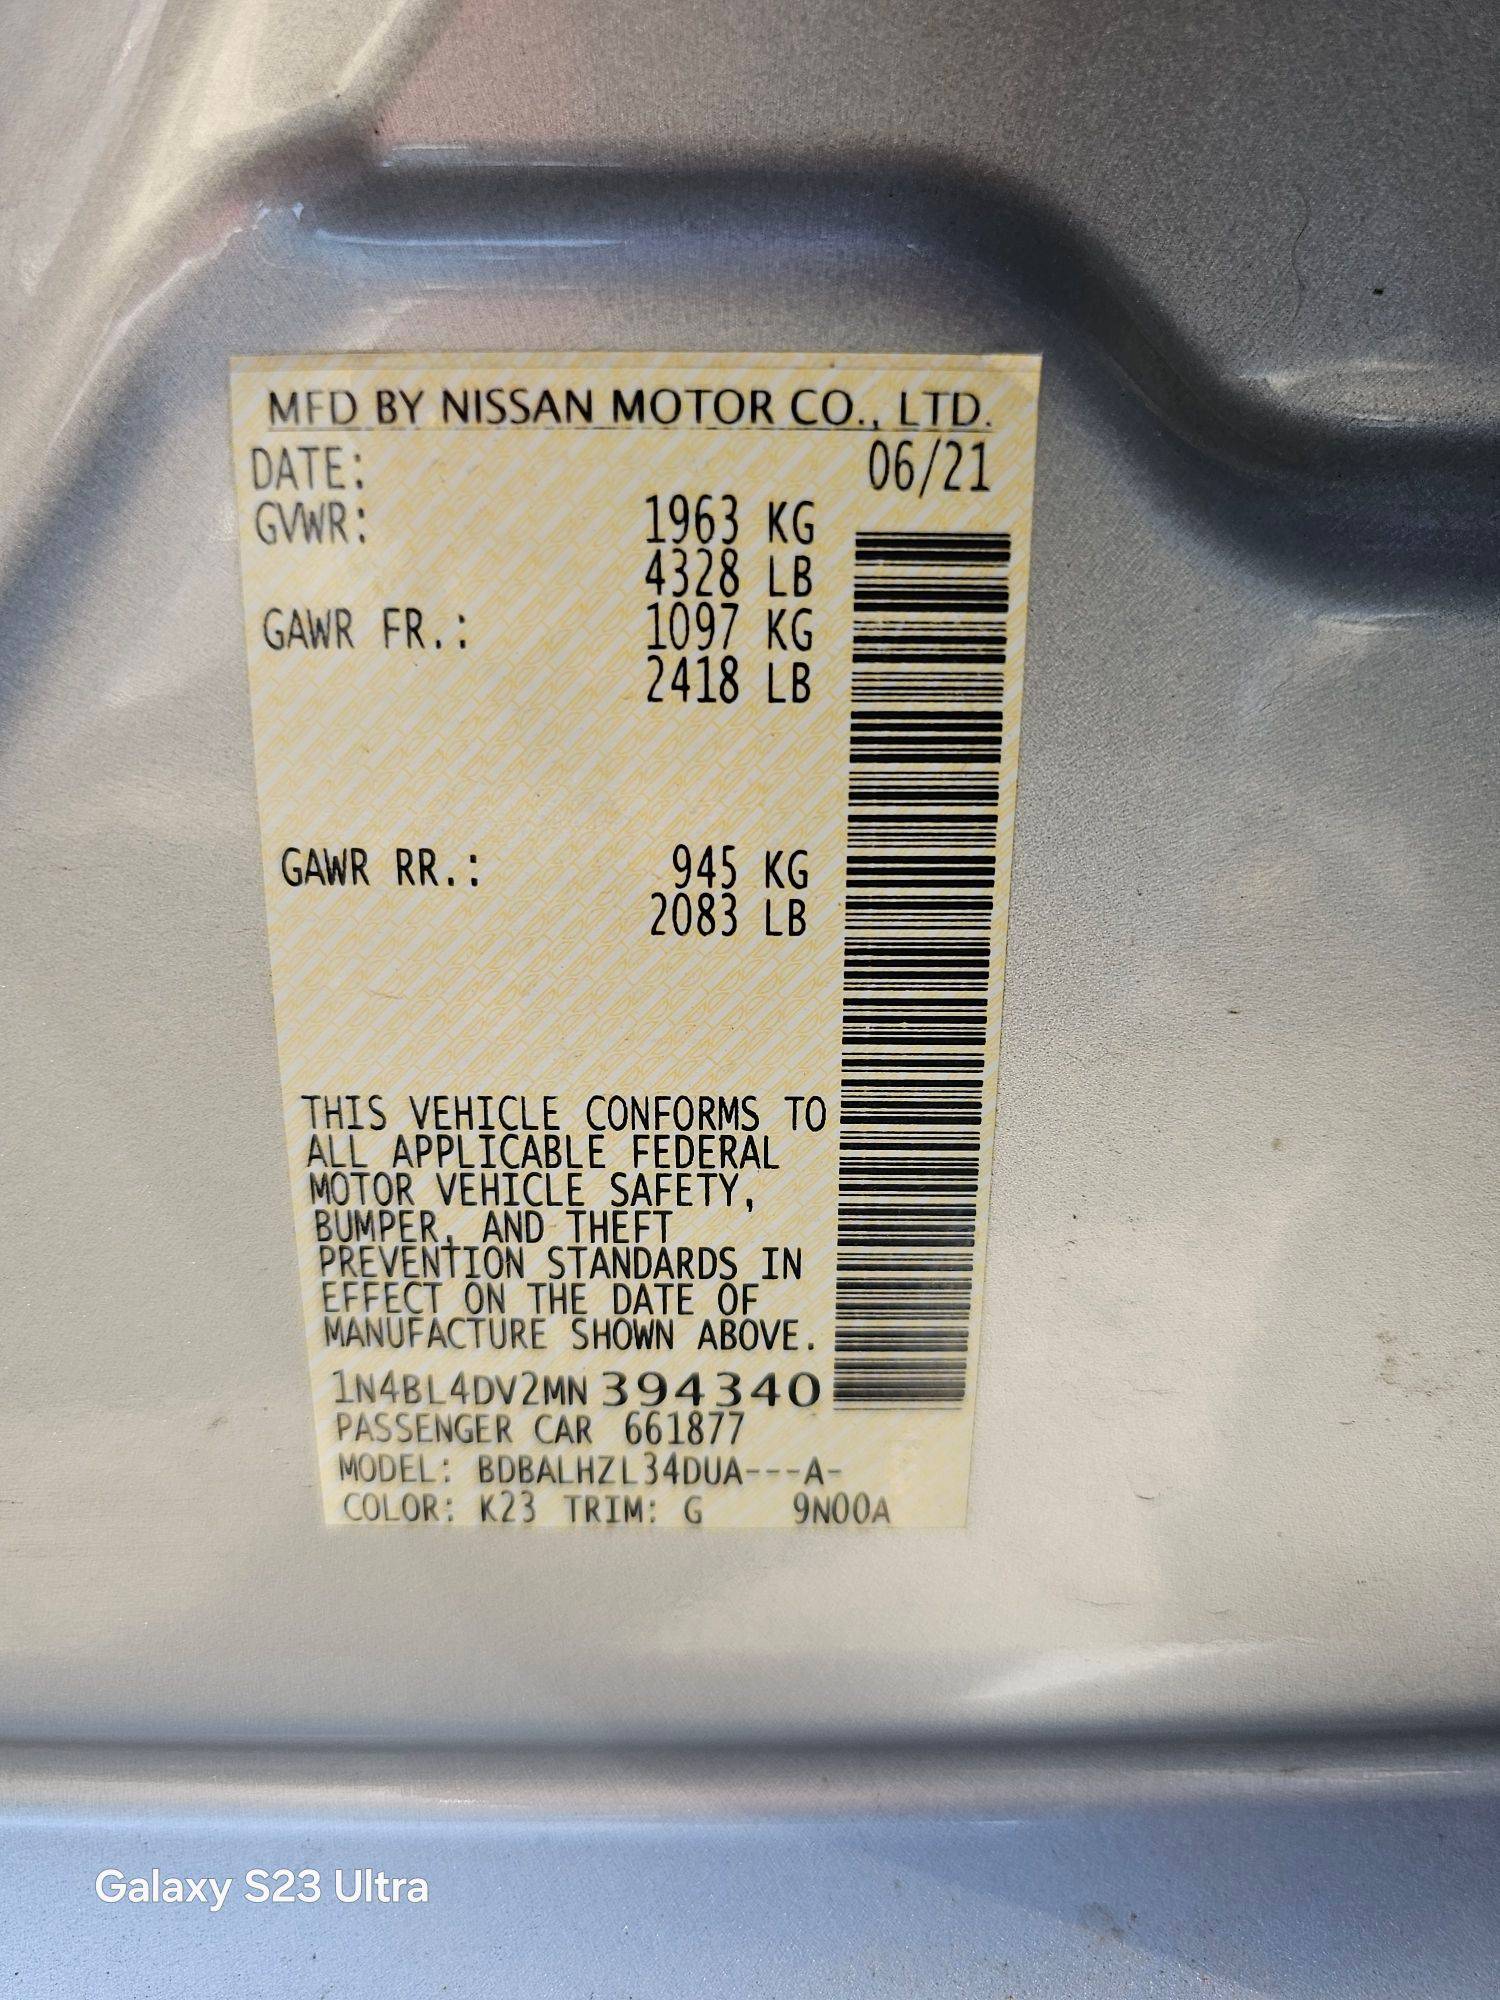 MFD BY NISSAN MOTOR CO., LTD.
DATE: 06/21
GVWR: 1963 KG
4328 LB
GAWR FR.: 1097 KG
2418 LB
GAWR RR.: 945 KG
2083 LB
THIS VEHICLE CONFORMS TO
ALL APPLICABLE FEDERAL
MOTOR VEHICLE SAFETY,
BUMPER, AND THEFT
PREVENTION STANDARDS IN
EFFECT ON THE DATE OF
MANUFACTURE SHOWN ABOVE.
1N4BL4DV2MN 394340
PASSENGER CAR 661877
MODEL: BDBALHZL34DUA---A-
COLOR: K23 TRIM: G 9N00A
Galaxy S23 Ultra